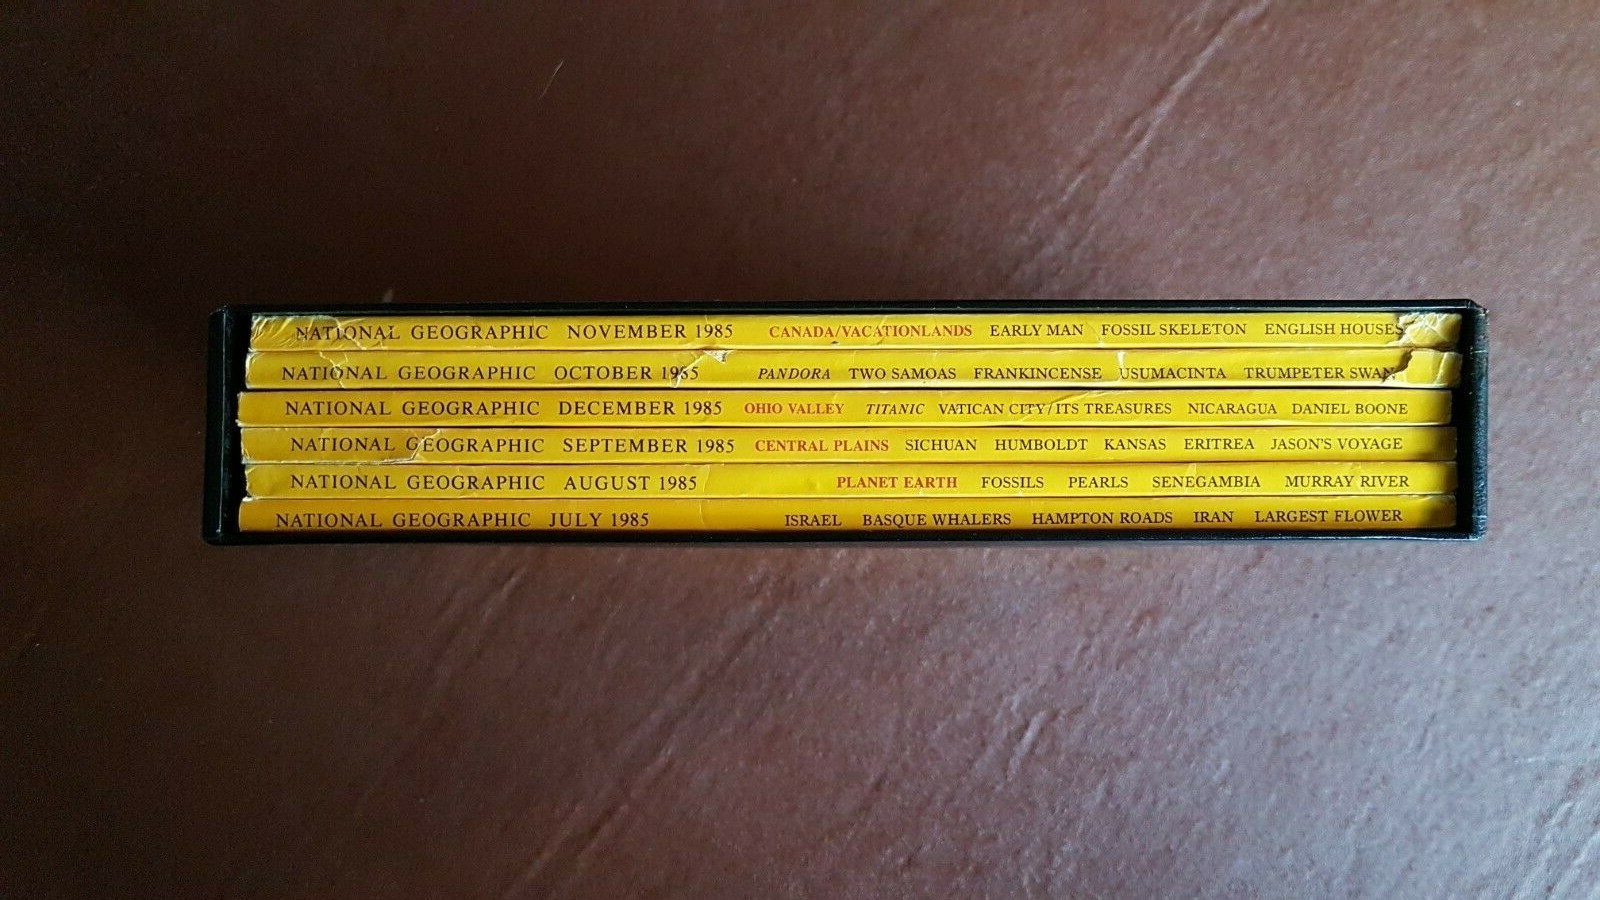 NATIONAL GEOGRAPHIC NOVEMBER 1985 CANADA/VACATIONLANDS EARLY MAN FOSSIL SKELETON ENGLISH HOUSES
NATIONAL GEOGRAPHIC OCTOBER 1985 PANDORA TWO SAMOAS FRANKINCENSE USUMACINTA TRUMPETER SWAN
NATIONAL GEOGRAPHIC DECEMBER 1985 OHIO VALLEY TITANIC VATICAN CITY/ITS TREASURES NICARAGUA DANIEL BOONE
NATIONAL GEOGRAPHIC SEPTEMBER 1985 CENTRAL PLAINS SICHUAN HUMBOLDT KANSAS ERITREA JASON'S VOYAGE
NATIONAL GEOGRAPHIC AUGUST 1985 PLANET EARTH FOSSILS PEARLS SENEGAMBIA MURRAY RIVER
NATIONAL GEOGRAPHIC JULY 1985 ISRAEL BASQUE WHALERS HAMPTON ROADS IRAN LARGEST FLOWER